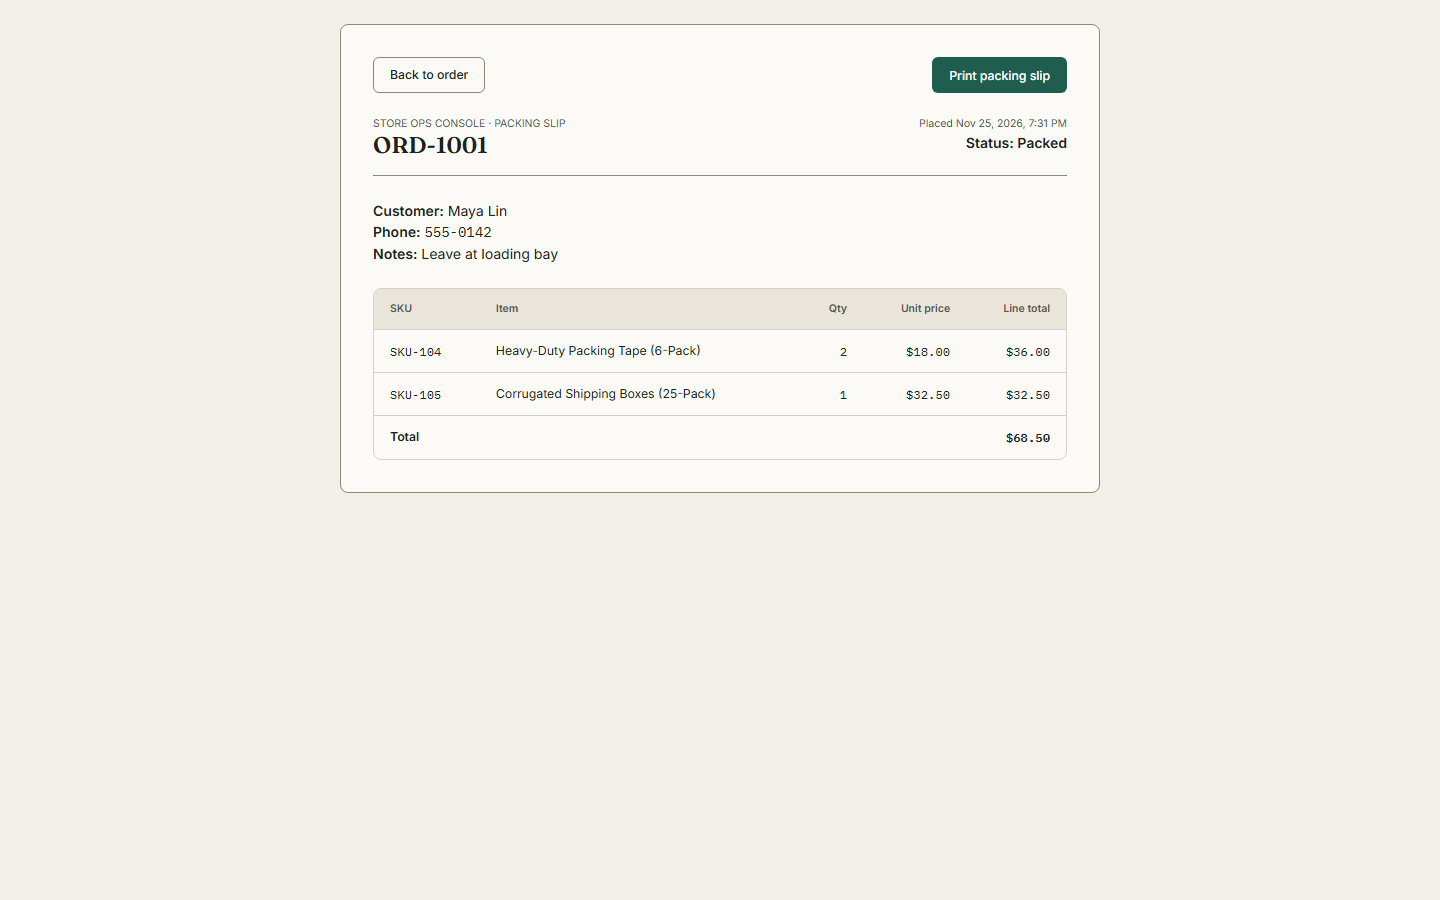 Back to order
Print packing slip
STORE OPS CONSOLE · PACKING SLIP
ORD-1001
Placed Nov 25, 2026, 7:31 PM
Status: Packed
Customer: Maya Lin
Phone: 555-0142
Notes: Leave at loading bay
SKU Item Qty Unit price Line total
SKU-104 Heavy-Duty Packing Tape (6-Pack) 2 $18.00 $36.00
SKU-105 Corrugated Shipping Boxes (25-Pack) 1 $32.50 $32.50
Total $68.50